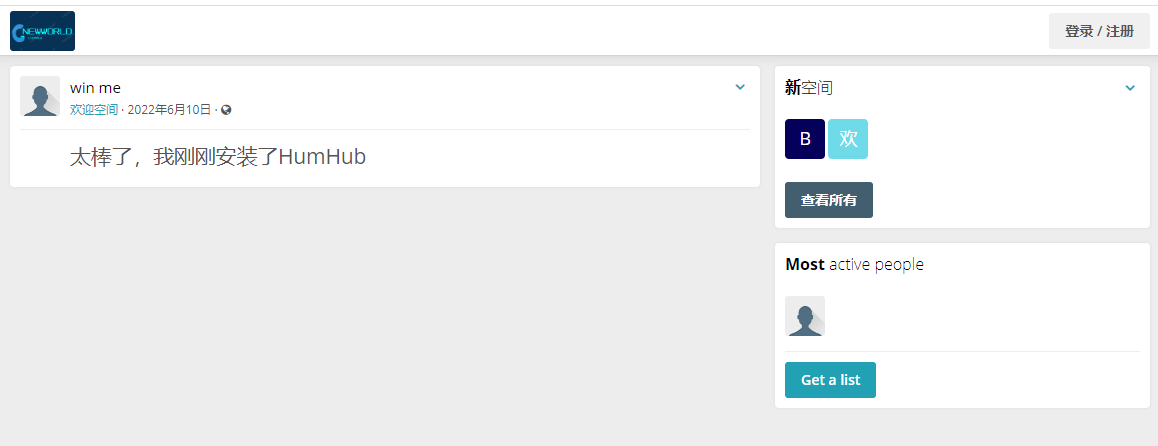 NEWWORLD
登录 / 注册
win me
欢迎空间 · 2022年6月10日 ·
太棒了，我刚刚安装了HumHub
新空间
B 欢
查看所有
Most active people
Get a list